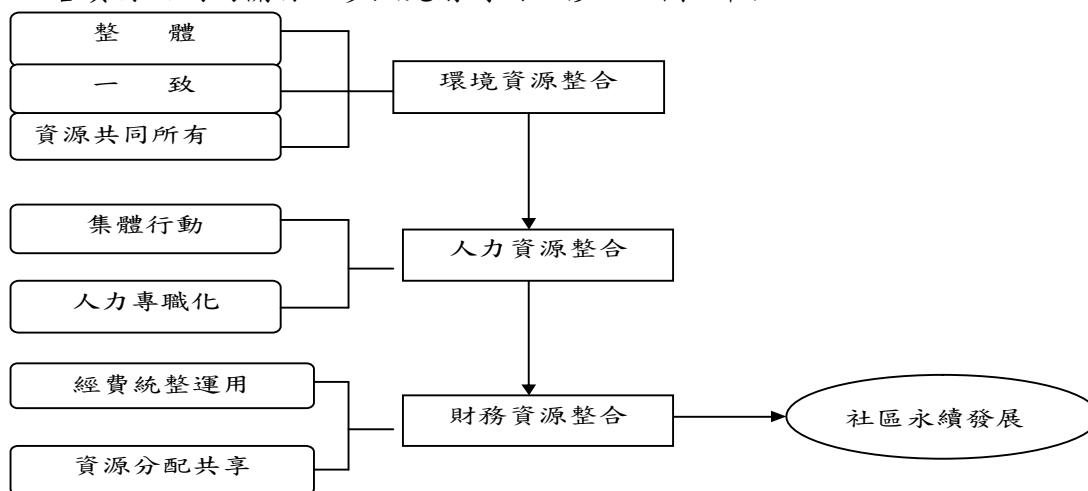 整 體
一 致
資源共同所有
環境資源整合
集體行動
人力專職化
人力資源整合
經費統整運用
資源分配共享
財務資源整合
社區永續發展